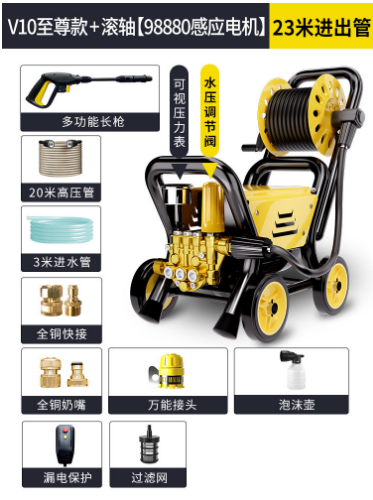 V10至尊款+滚轴【98880感应电机】
23米进出管
多功能长枪
可视压力表
水压调节阀
20米高压管
3米进水管
全铜快接
全铜奶嘴
万能接头
泡沫壶
漏电保护
过滤网